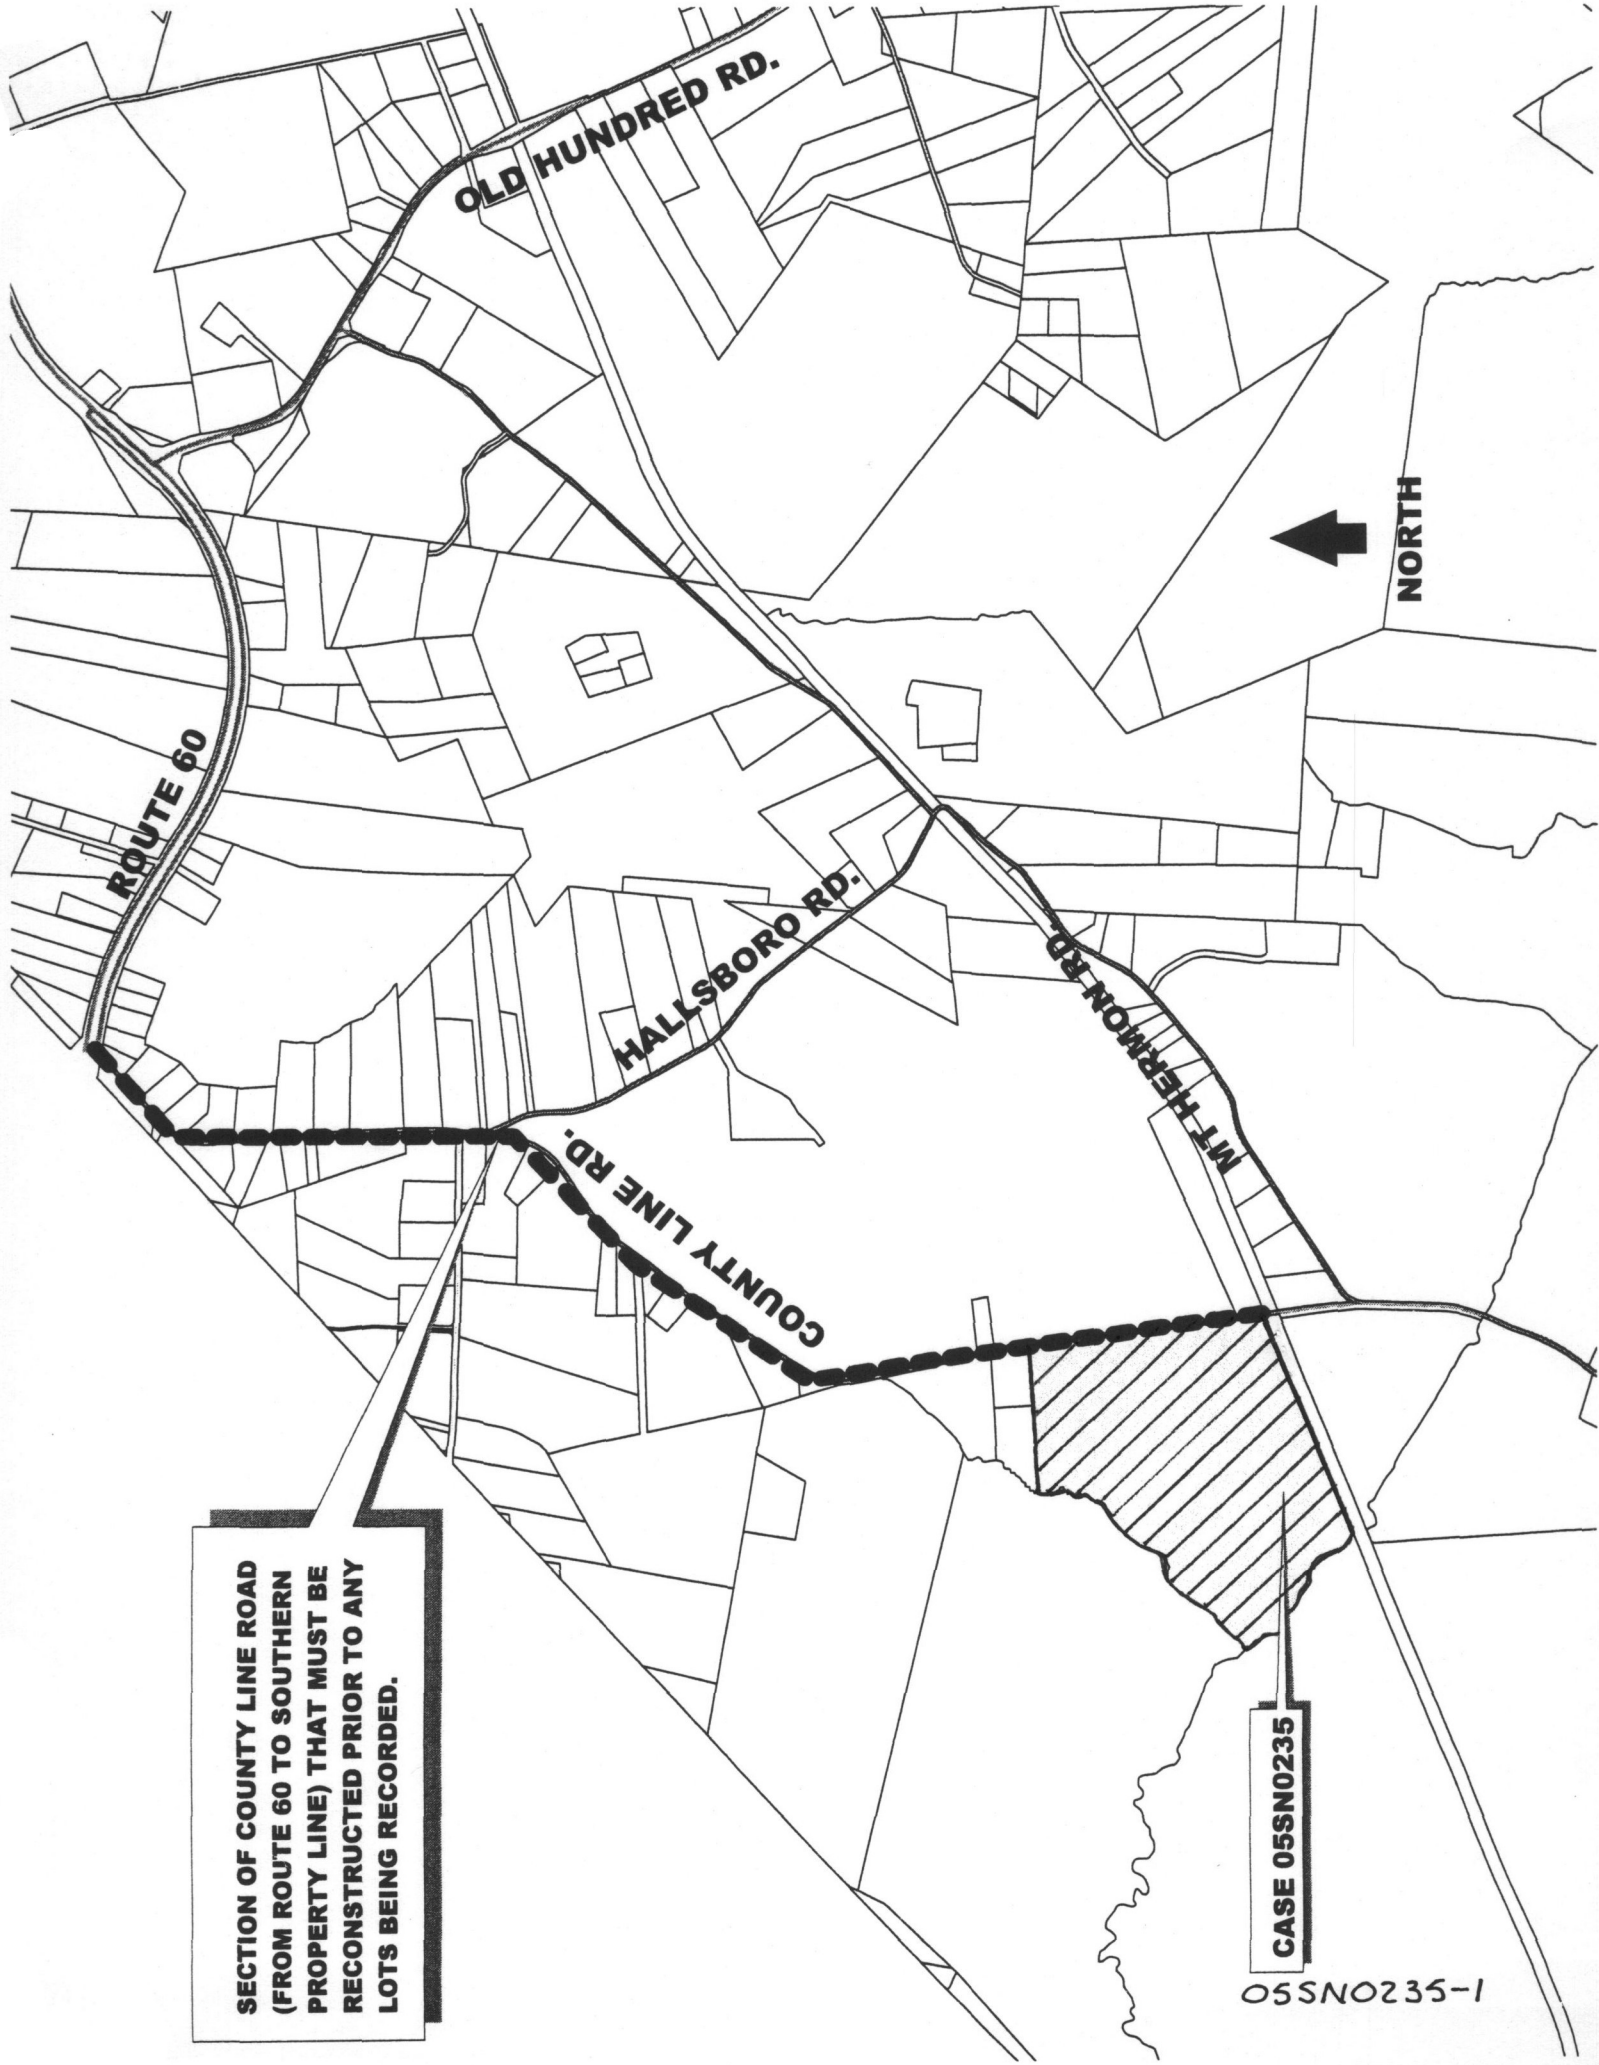 OLD HUNDRED RD.
ROUTE 60
NORTH
HALLSBORO RD.
MT HERMON RD.
COUNTY LINE RD.
SECTION OF COUNTY LINE ROAD
(FROM ROUTE 60 TO SOUTHERN
PROPERTY LINE) THAT MUST BE
RECONSTRUCTED PRIOR TO ANY
LOTS BEING RECORDED.
CASE 05SN0235
05SN0235-1